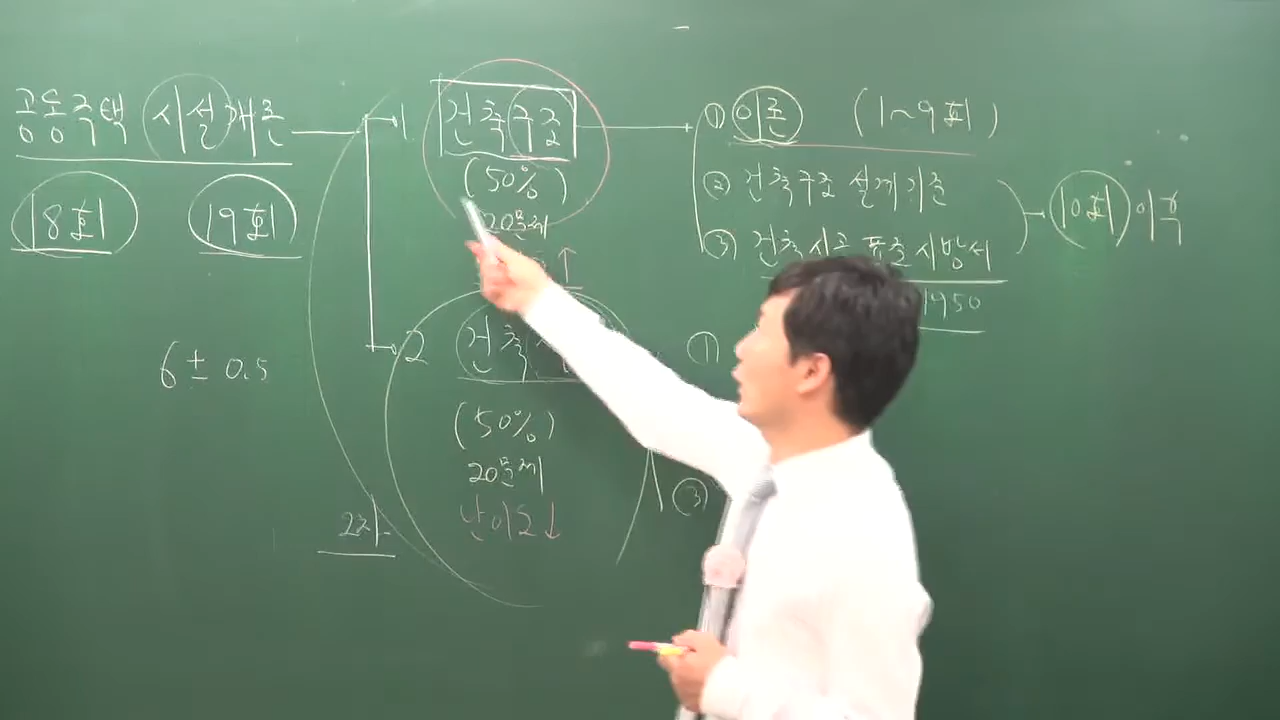 공동주택 시설개론
18회 19회
6 ± 0.5
2차
1 건축구조
(50%)
20문제
↑
2 건축
(50%)
20문제
난이도↓
① 이론 (1~9회)
② 건축구조 설계기준
③ 건축시공 표준시방서
10회 이후
1950
①
③